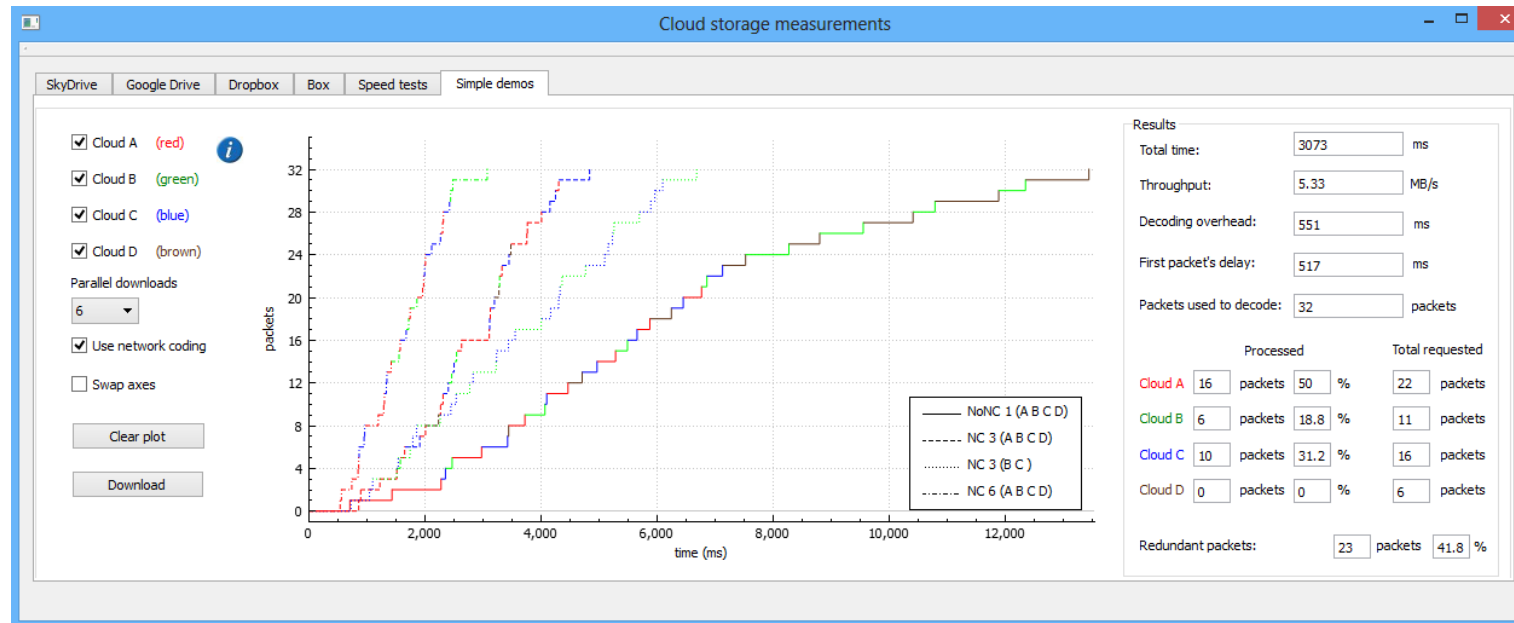 Cloud storage measurements
SkyDrive Google Drive Dropbox Box Speed tests Simple demos
Cloud A (red)
Cloud B (green)
Cloud C (blue)
Cloud D (brown)
Parallel downloads
6
Use network coding
Swap axes
Clear plot
Download
packets
32
28
24
20
16
12
8
4
0
0 2,000 4,000 6,000 8,000 10,000 12,000
time (ms)
NoNC 1 (A B C D)
NC 3 (A B C D)
NC 3 (B C )
NC 6 (A B C D)
Results
Total time: 3073 ms
Throughput: 5.33 MB/s
Decoding overhead: 551 ms
First packet's delay: 517 ms
Packets used to decode: 32 packets
Processed Total requested
Cloud A 16 packets 50 % 22 packets
Cloud B 6 packets 18.8 % 11 packets
Cloud C 10 packets 31.2 % 16 packets
Cloud D 0 packets 0 % 6 packets
Redundant packets: 23 packets 41.8 %